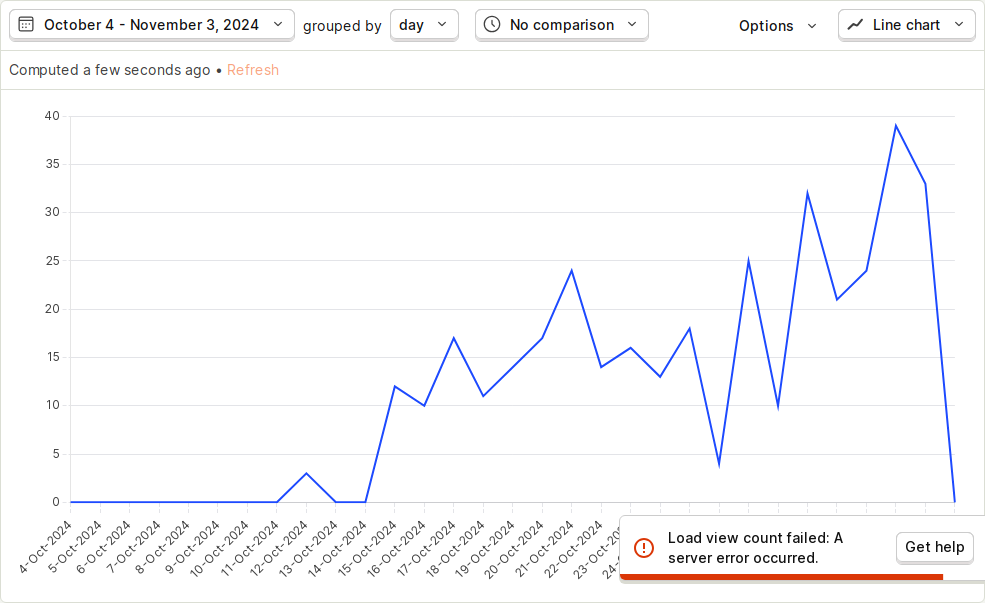 October 4 - November 3, 2024 grouped by day No comparison Options Line chart
Computed a few seconds ago • Refresh
40
35
30
25
20
15
10
5
0
4-Oct-2024 5-Oct-2024 6-Oct-2024 7-Oct-2024 8-Oct-2024 9-Oct-2024 10-Oct-2024 11-Oct-2024 12-Oct-2024 13-Oct-2024 14-Oct-2024 15-Oct-2024 16-Oct-2024 17-Oct-2024 18-Oct-2024 19-Oct-2024 20-Oct-2024 21-Oct-2024 22-Oct-2024
Load view count failed: A
server error occurred.
Get help